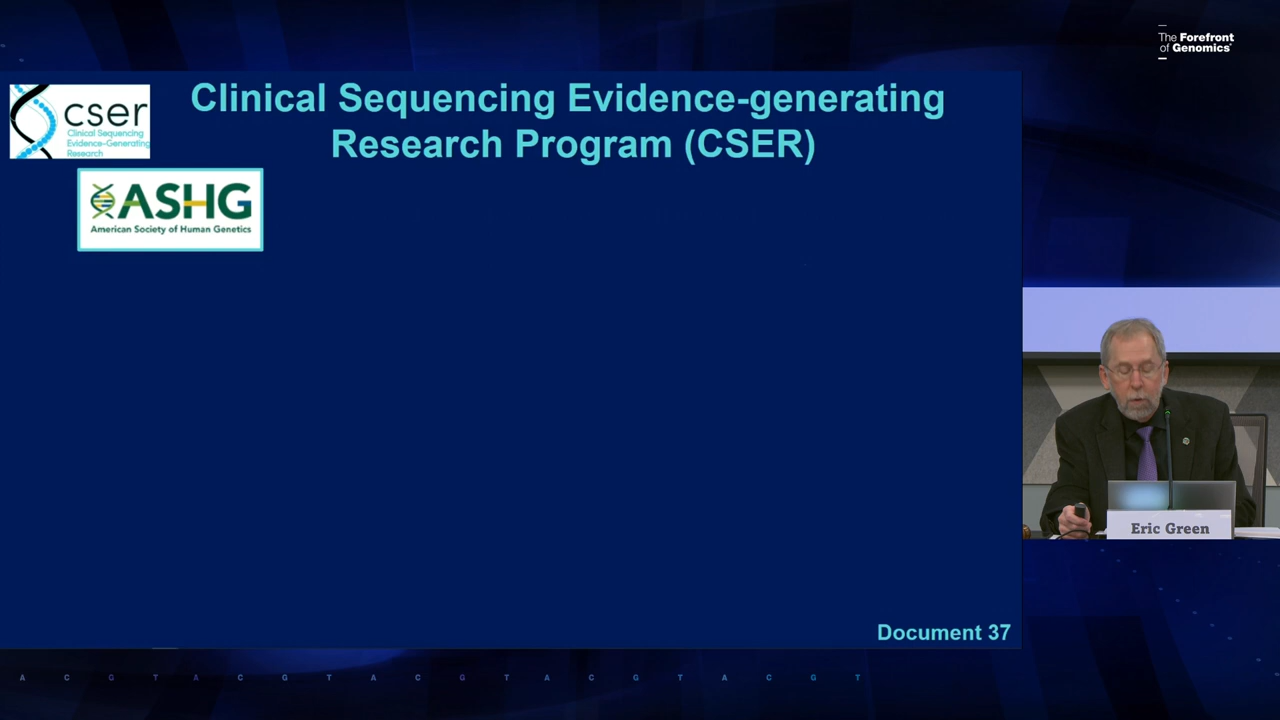 The Forefront
of Genomics®
Clinical Sequencing Evidence-generating
Research Program (CSER)
cser
Clinical Sequencing
Evidence-Generating
Research
ASHG
American Society of Human Genetics
Eric Green
Document 37
A C G T A C G T A C G T A C G T A C G T